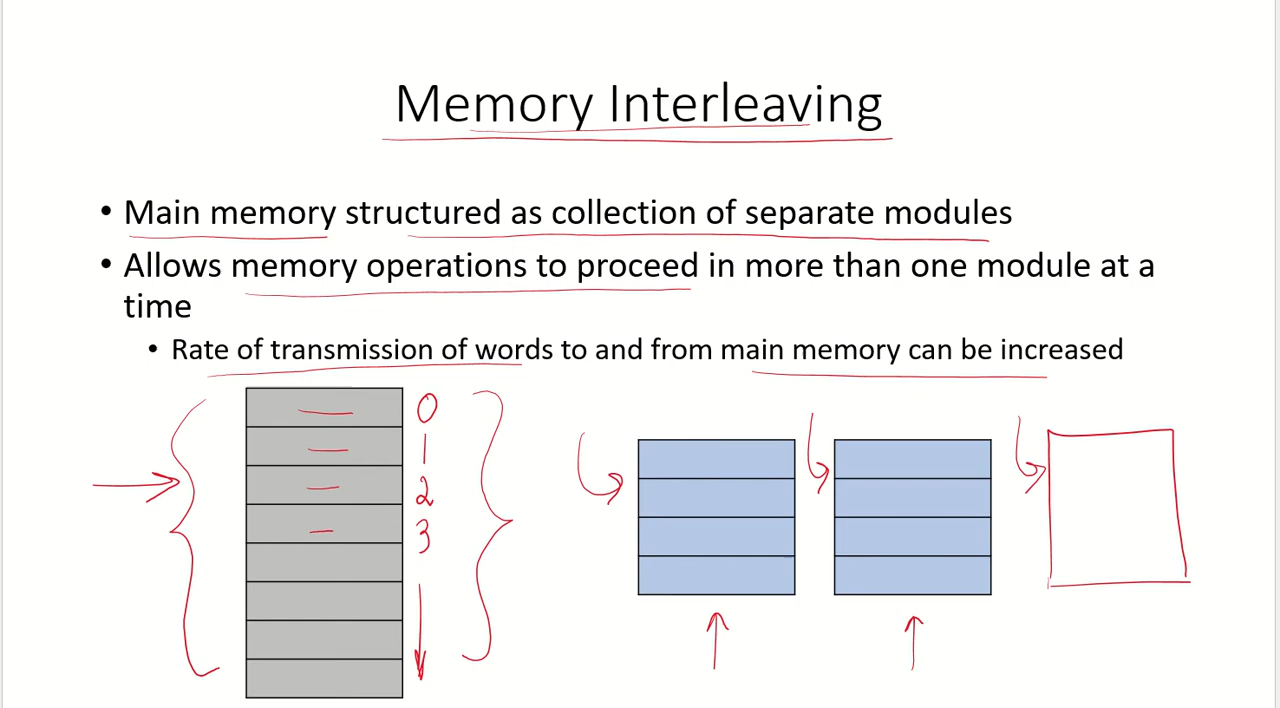 Memory Interleaving
• Main memory structured as collection of separate modules
• Allows memory operations to proceed in more than one module at a
time
• Rate of transmission of words to and from main memory can be increased
0
1
2
3